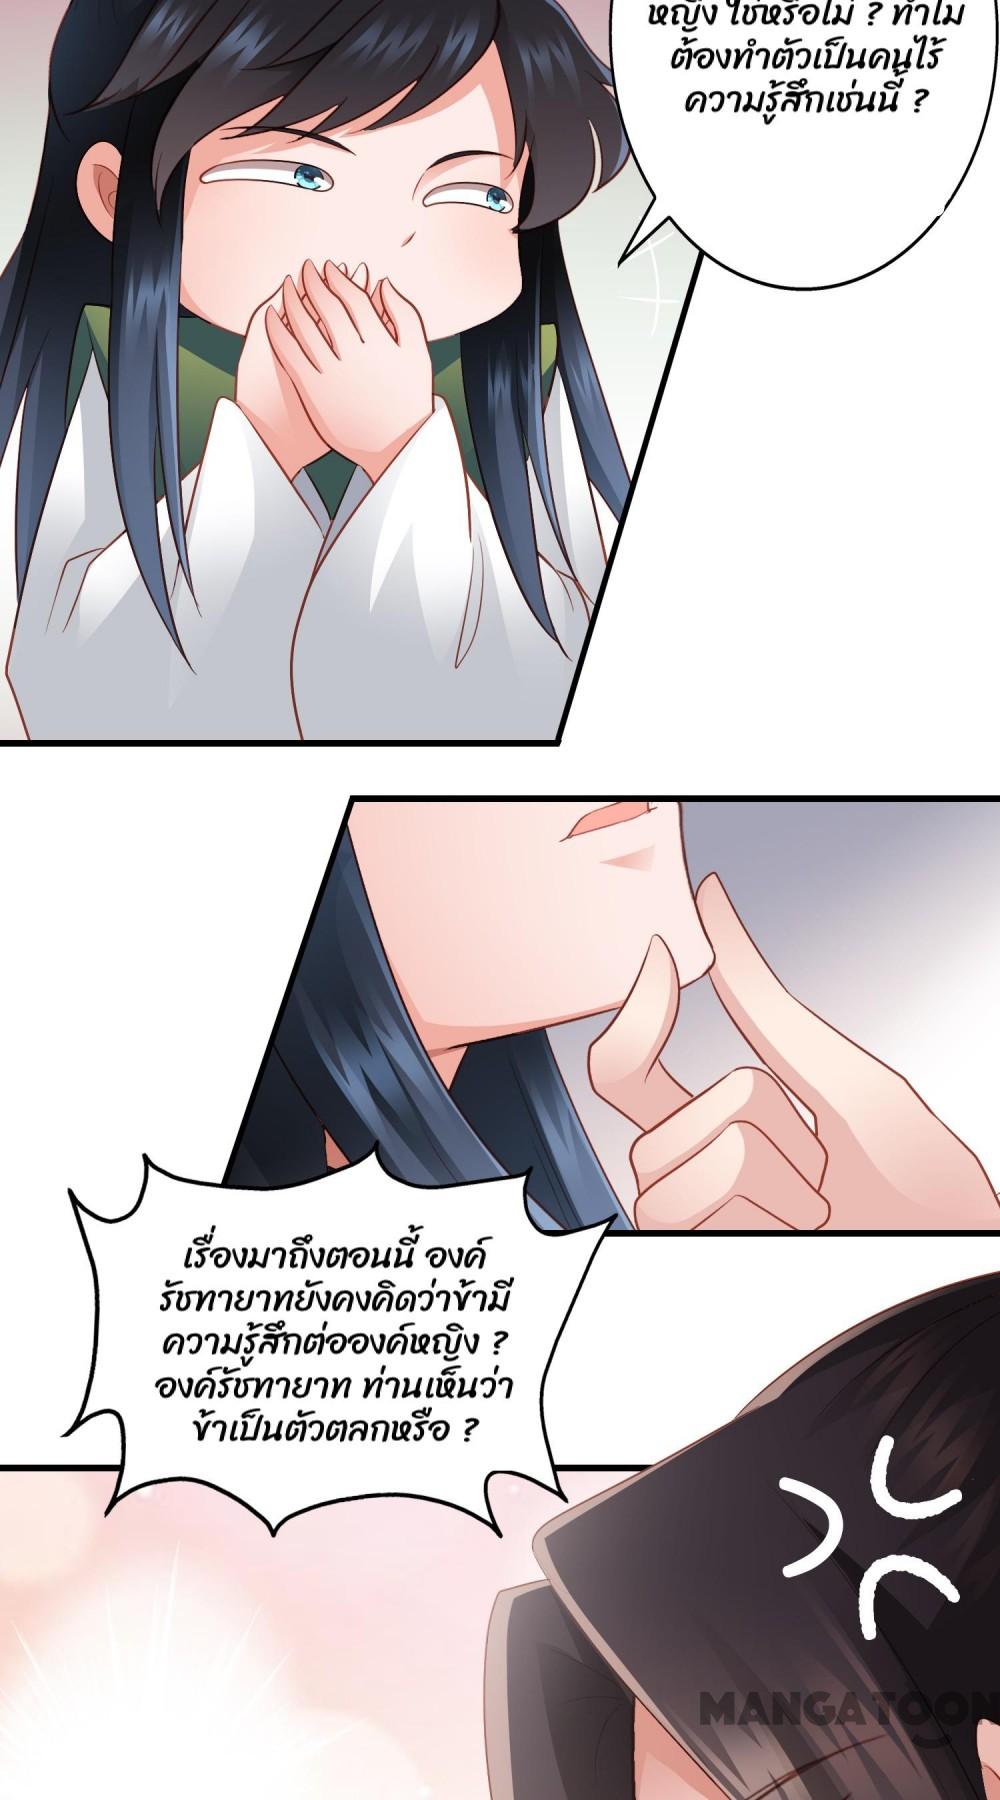 หญิง ใช่หรือไม่ ? ทำไม
ต้องทำตัวเป็นคนไร้
ความรู้สึกเช่นนี้ ?
เรื่องมาถึงตอนนี้ องค์
รัชทายาทยังคงคิดว่าข้ามี
ความรู้สึกต่อองค์หญิง ?
องค์รัชทายาท ท่านเห็นว่า
ข้าเป็นตัวตลกหรือ ?
MANGATOON